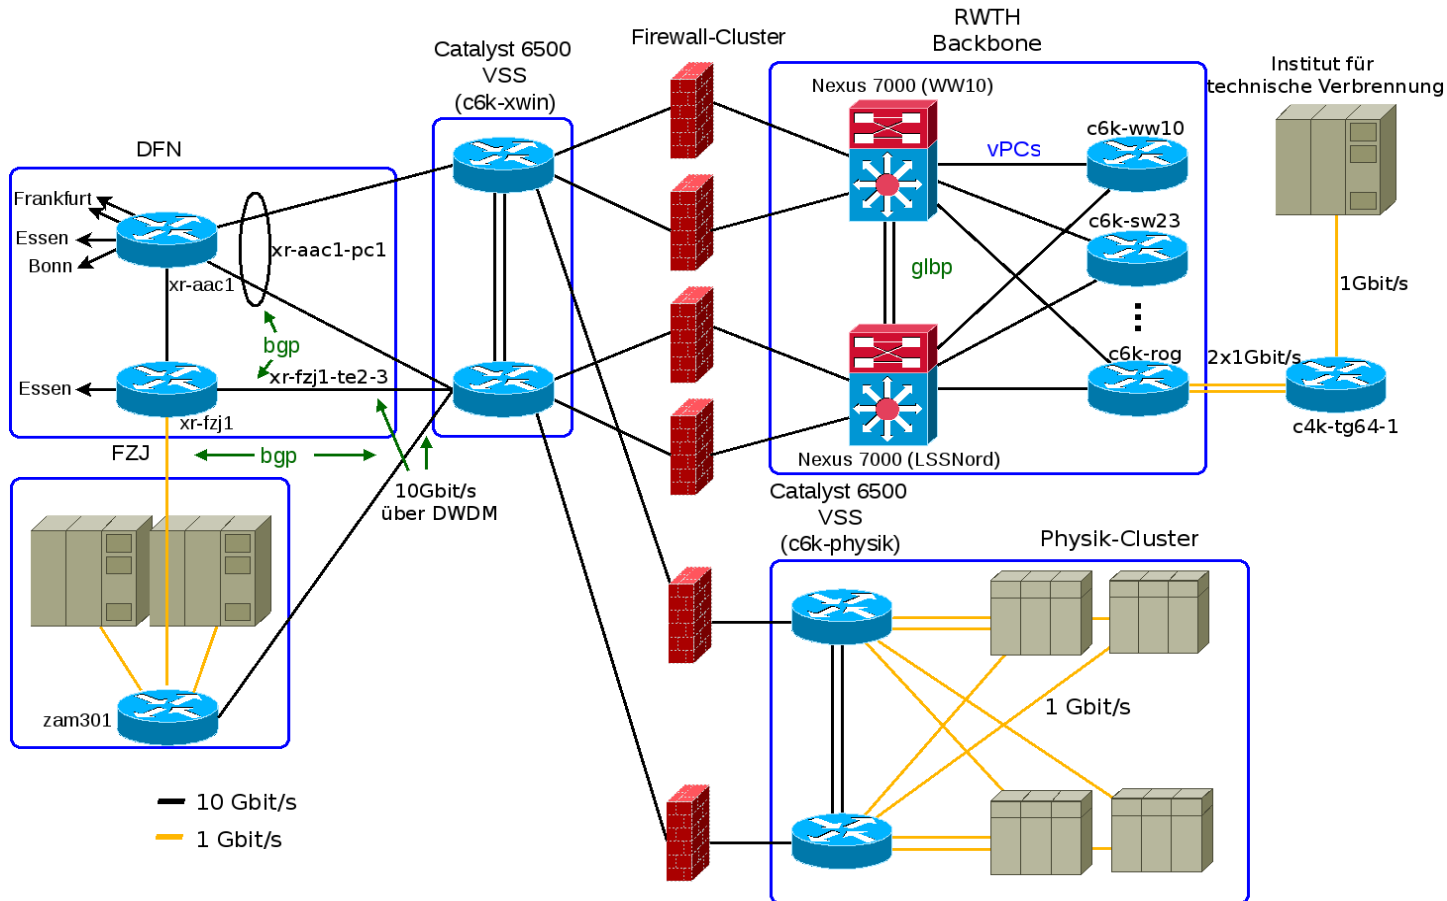 RWTH
Backbone
Firewall-Cluster
Catalyst 6500
VSS
(c6k-xwin)
Institut für
technische Verbrennung
Nexus 7000 (WW10)
DFN
c6k-ww10
vPCs
Frankfurt
Essen
Bonn
xr-aac1-pc1
xr-aac1
c6k-sw23
glbp
1Gbit/s
bgp
c6k-rog
2x1Gbit/s
Essen
xr-fzj1-te2-3
xr-fzj1
c4k-tg64-1
FZJ
bgp
Nexus 7000 (LSSNord)
10Gbit/s
über DWDM
Catalyst 6500
VSS
(c6k-physik)
Physik-Cluster
zam301
1 Gbit/s
10 Gbit/s
1 Gbit/s